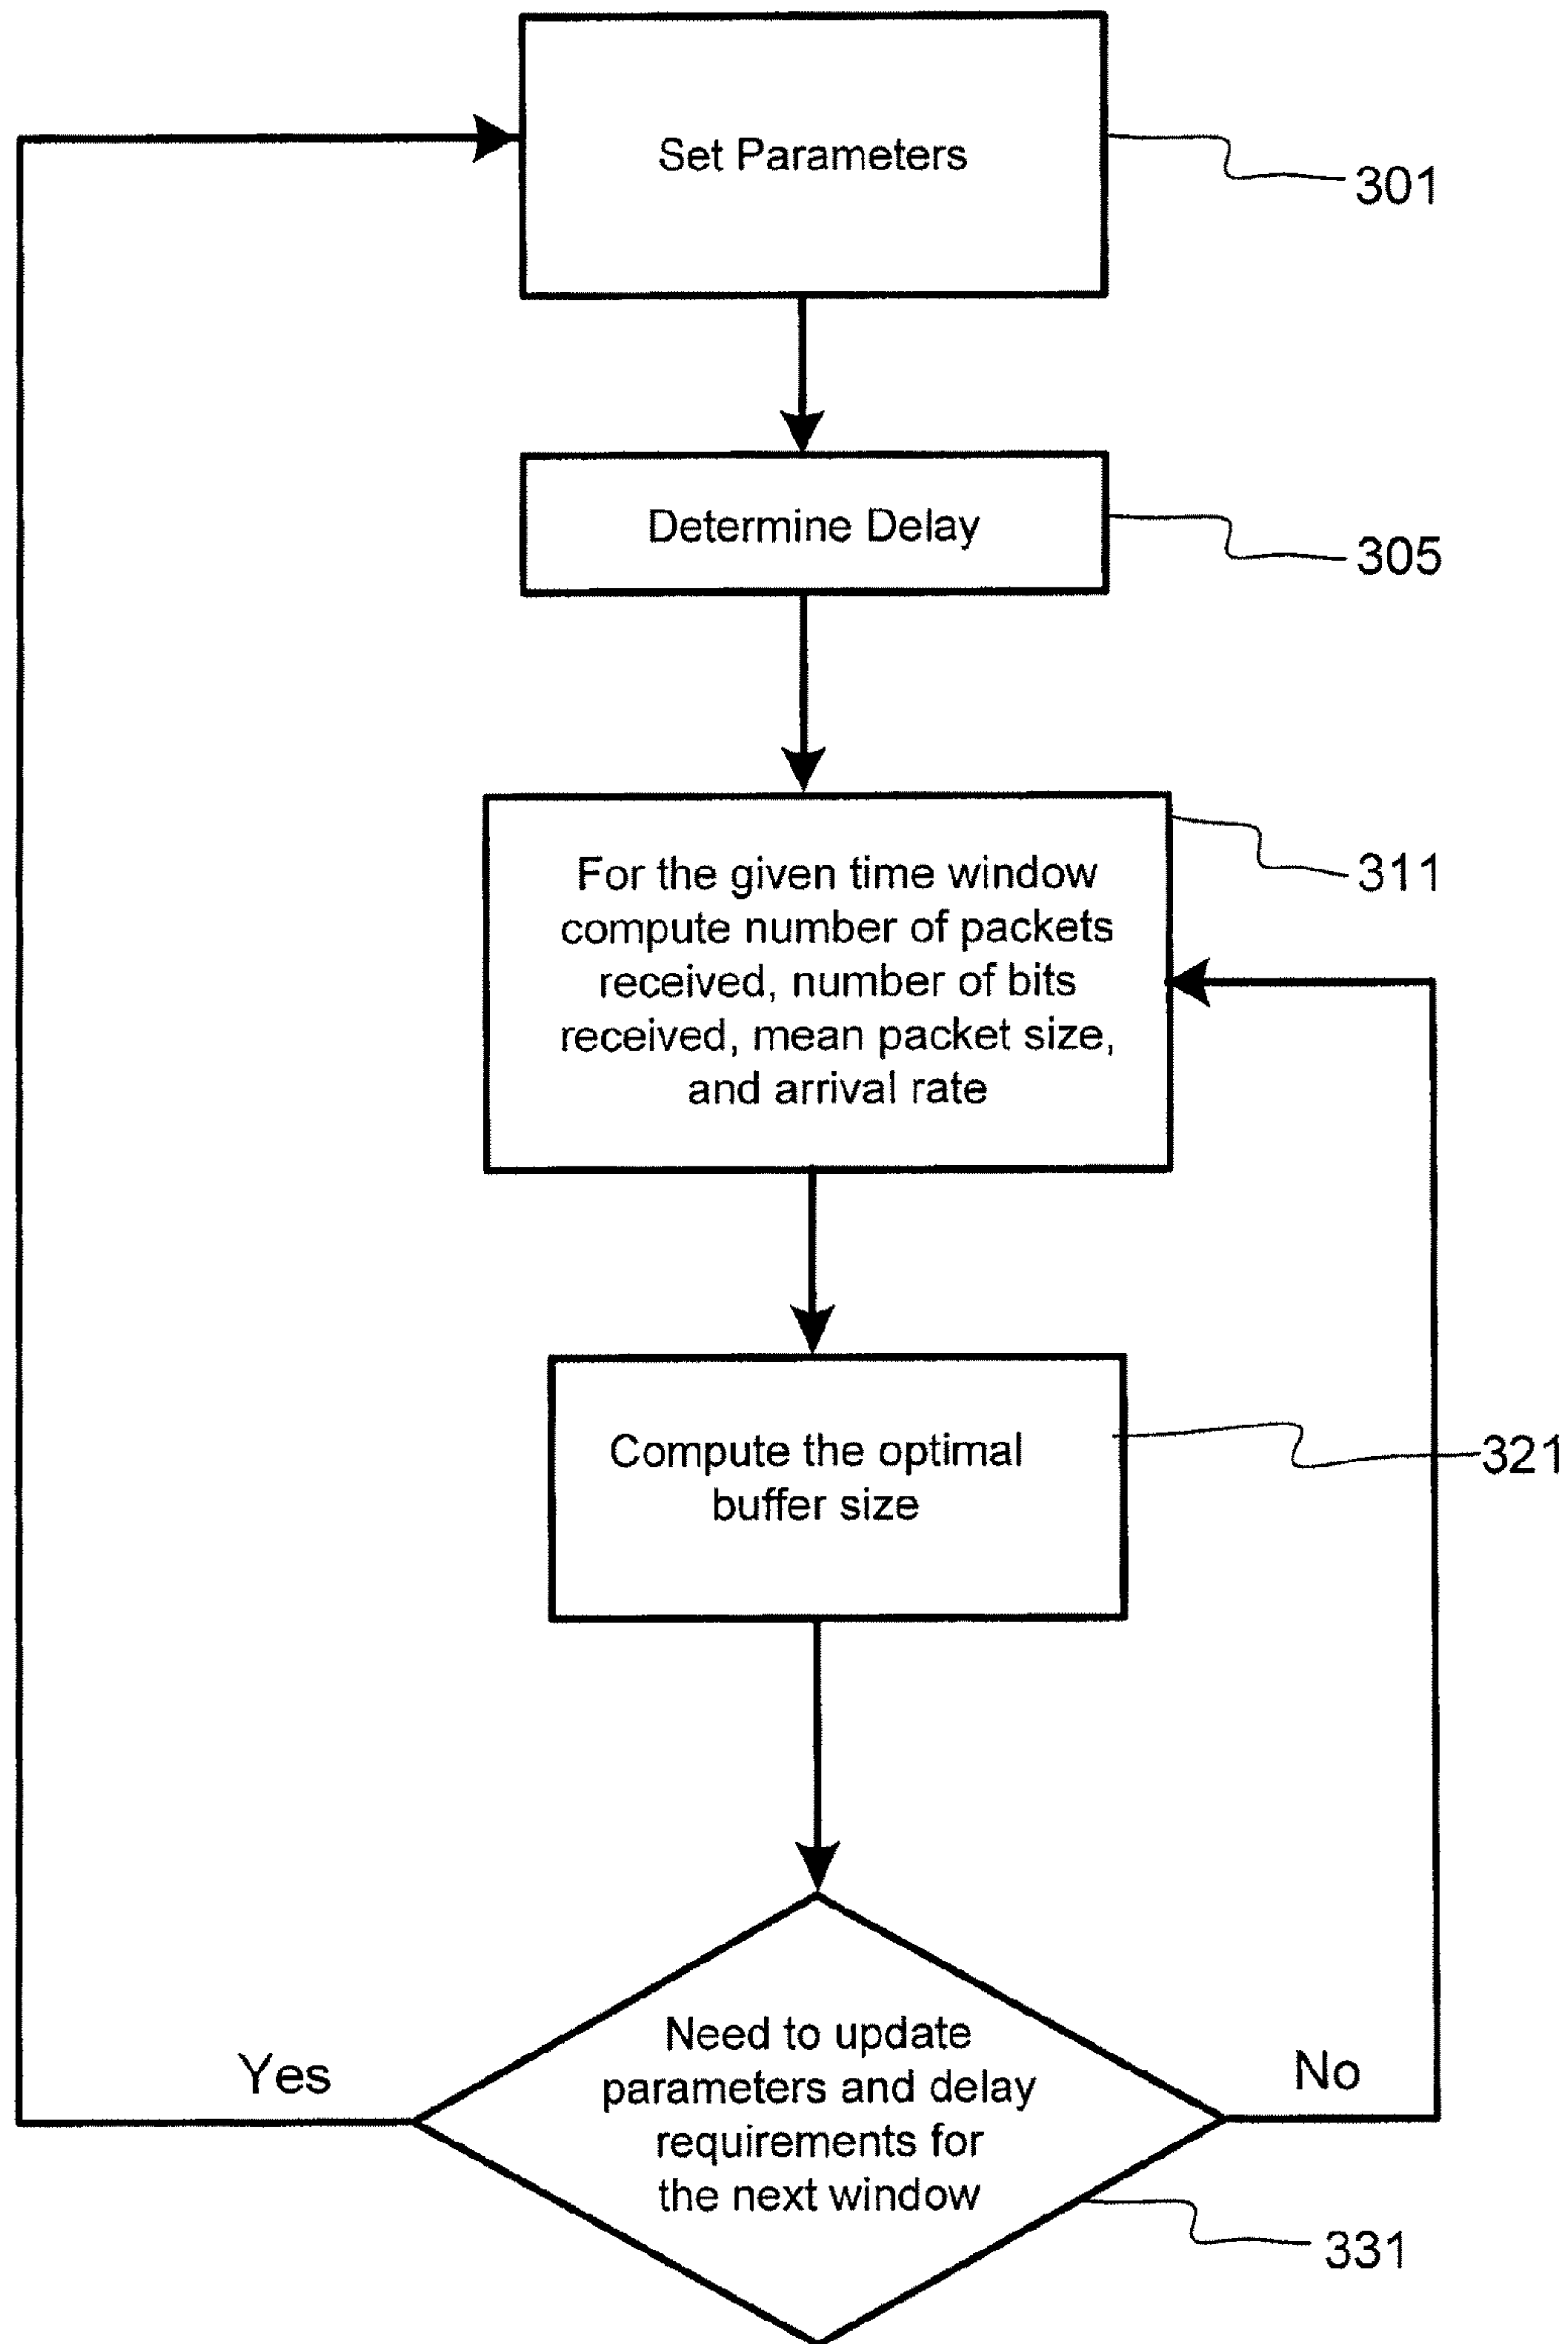 Set Parameters
301
Determine Delay
305
For the given time window
compute number of packets
received, number of bits
received, mean packet size,
and arrival rate
311
Compute the optimal
buffer size
321
Need to update
parameters and delay
requirements for
the next window
Yes
No
331